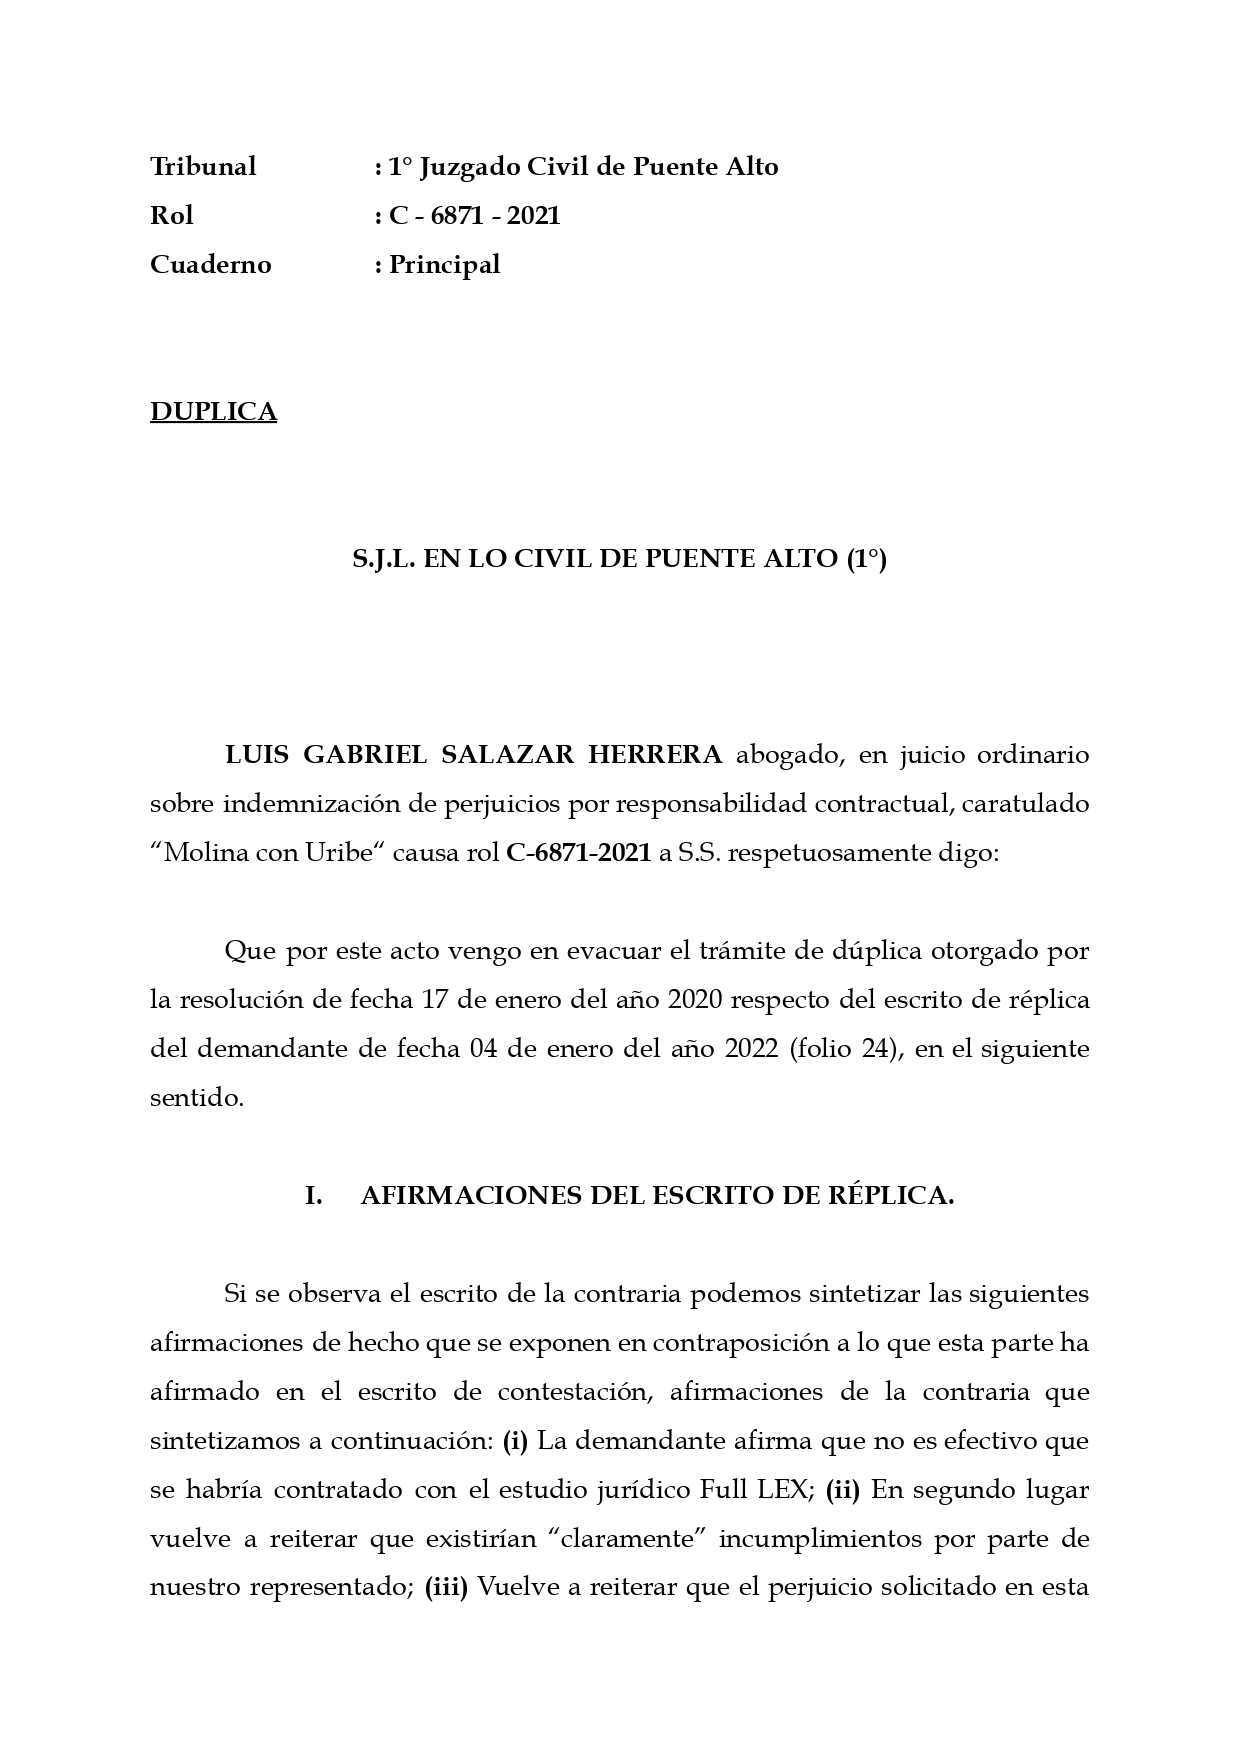 Tribunal : 1° Juzgado Civil de Puente Alto
Rol : C - 6871 - 2021
Cuaderno : Principal
DUPLICA
S.J.L. EN LO CIVIL DE PUENTE ALTO (1°)
LUIS GABRIEL SALAZAR HERRERA abogado, en juicio ordinario
sobre indemnización de perjuicios por responsabilidad contractual, caratulado
“Molina con Uribe“ causa rol C-6871-2021 a S.S. respetuosamente digo:
Que por este acto vengo en evacuar el trámite de dúplica otorgado por
la resolución de fecha 17 de enero del año 2020 respecto del escrito de réplica
del demandante de fecha 04 de enero del año 2022 (folio 24), en el siguiente
sentido.
I. AFIRMACIONES DEL ESCRITO DE RÉPLICA.
Si se observa el escrito de la contraria podemos sintetizar las siguientes
afirmaciones de hecho que se exponen en contraposición a lo que esta parte ha
afirmado en el escrito de contestación, afirmaciones de la contraria que
sintetizamos a continuación: (i) La demandante afirma que no es efectivo que
se habría contratado con el estudio jurídico Full LEX; (ii) En segundo lugar
vuelve a reiterar que existirían “claramente” incumplimientos por parte de
nuestro representado; (iii) Vuelve a reiterar que el perjuicio solicitado en esta